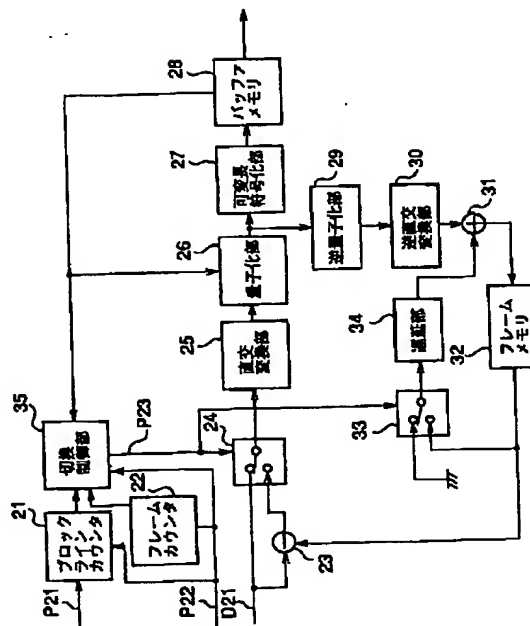 21
ブロック
ライン
カウンタ
P21
22
フレーム
カウンタ
P22
D21
35
切換
制御部
P23
24
23
25
直交
変換部
26
量子化部
27
可変長
符号化部
28
バッファ
メモリ
29
逆量子化部
30
逆直交
変換部
31
32
フレーム
メモリ
33
34
遅延部